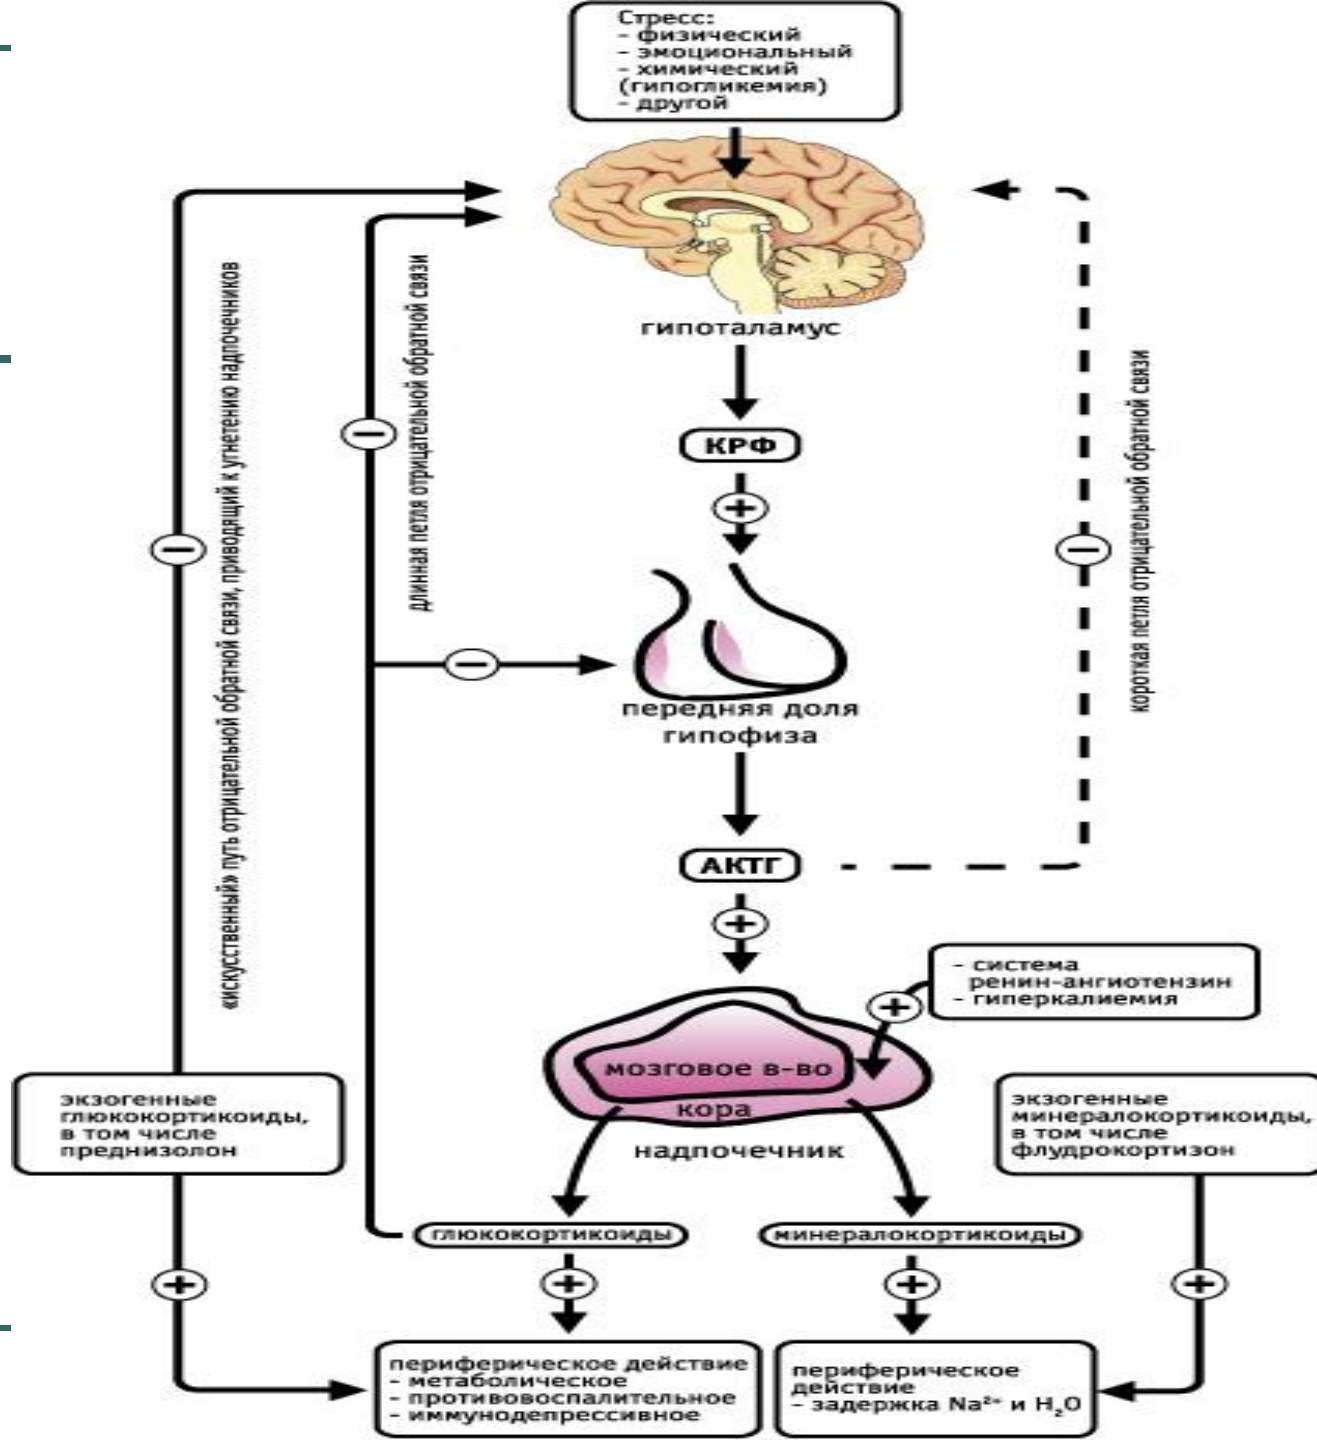 Стресс:
- физический
- эмоциональный
- химический
(гипогликемия)
- другой
гипоталамус
КРФ
+
передняя доля
гипофиза
АКТГ
+
- система
ренин-ангиотензин
- гиперкалиемия
+
мозговое в-во
кора
надпочечник
«искусственный» путь отрицательной обратной связи, приводящий к угнетению надпочечников
−
длинная петля отрицательной обратной связи
−
−
короткая петля отрицательной обратной связи
−
экзогенные
глюкокортикоиды,
в том числе
преднизолон
+
экзогенные
минералокортикоиды,
в том числе
флудрокортизон
+
глюкокортикоиды
+
минералокортикоиды
+
периферическое действие
- метаболическое
- противовоспалительное
- иммунодепрессивное
периферическое
действие
- задержка Na²⁺ и H₂O